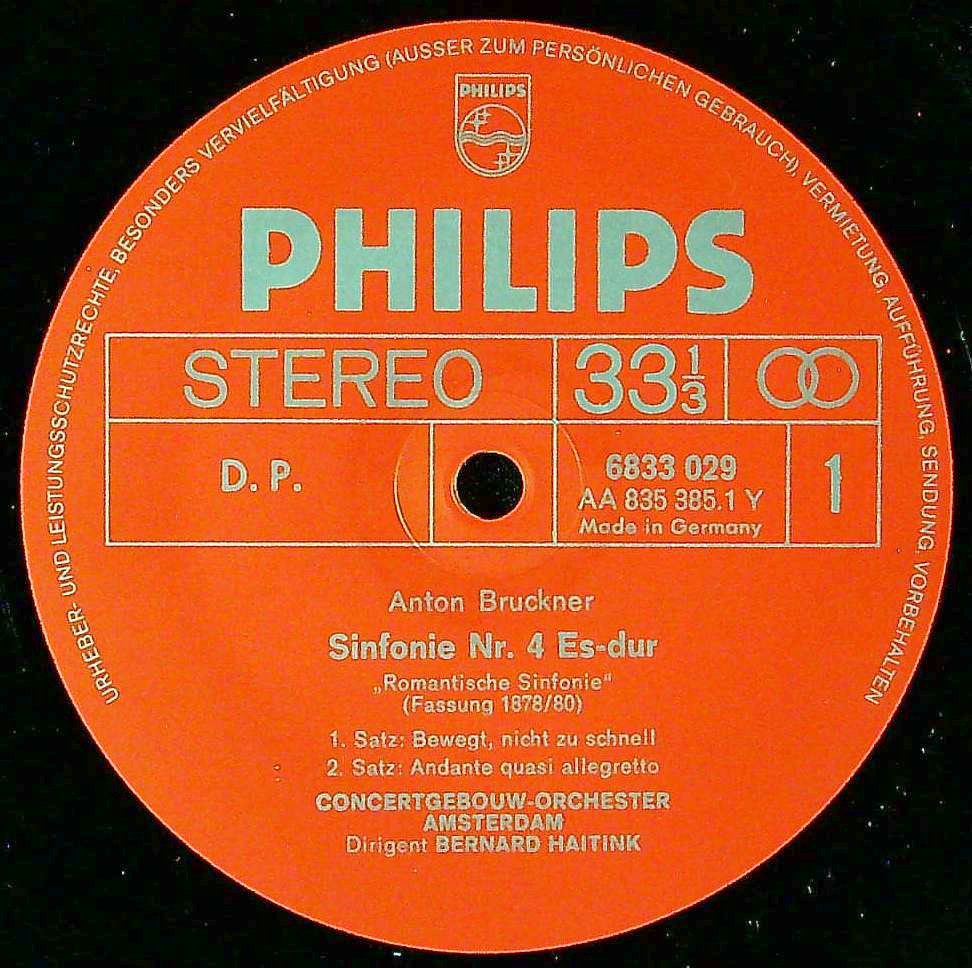 URHEBER- UND LEISTUNGSSCHUTZRECHTE, BESONDERS VERVIELFÄLTIGUNG (AUSSER ZUM PERSÖNLICHEN GEBRAUCH), VERMIETUNG, AUFFÜHRUNG, SENDUNG, VORBEHALTEN
PHILIPS
PHILIPS
STEREO 33 1/3
D. P. 6833 029 1
AA 835 385.1 Y
Made in Germany
Anton Bruckner
Sinfonie Nr. 4 Es-dur
„Romantische Sinfonie“
(Fassung 1878/80)
1. Satz: Bewegt, nicht zu schnell
2. Satz: Andante quasi allegretto
CONCERTGEBOUW-ORCHESTER
AMSTERDAM
Dirigent BERNARD HAITINK